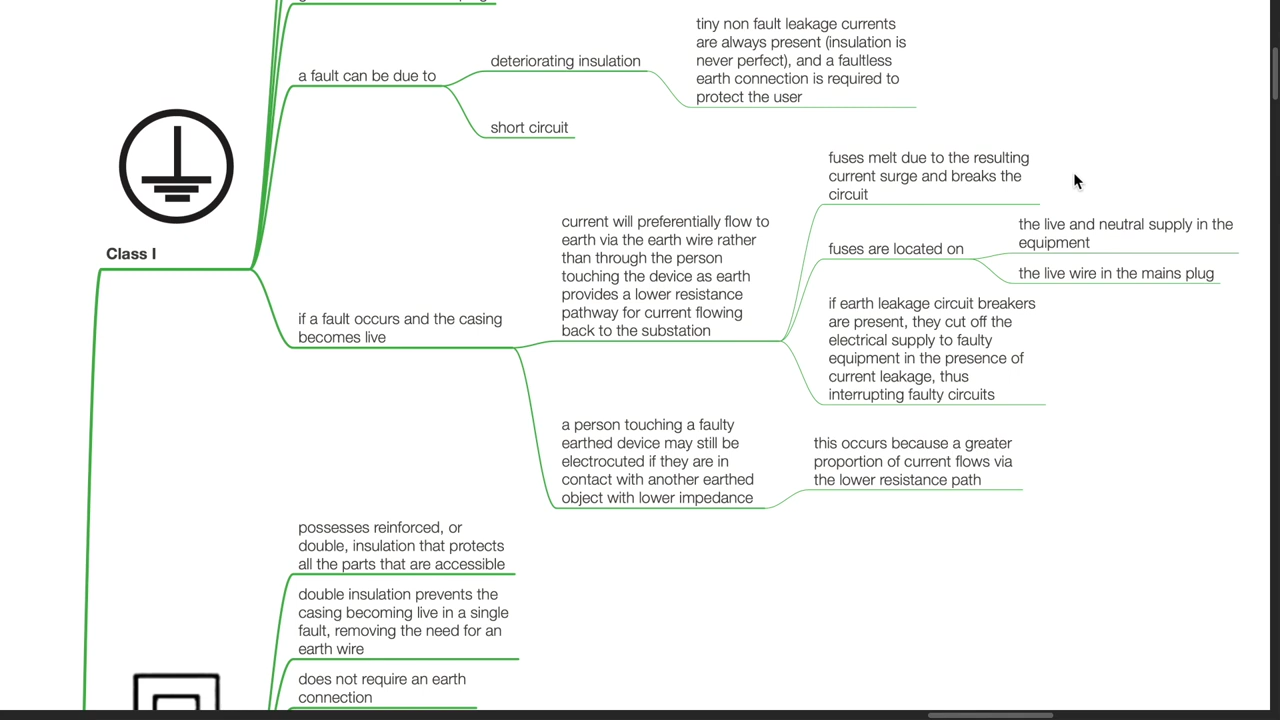 a fault can be due to
deteriorating insulation
tiny non fault leakage currents
are always present (insulation is
never perfect), and a faultless
earth connection is required to
protect the user
short circuit
Class I
if a fault occurs and the casing
becomes live
current will preferentially flow to
earth via the earth wire rather
than through the person
touching the device as earth
provides a lower resistance
pathway for current flowing
back to the substation
fuses melt due to the resulting
current surge and breaks the
circuit
fuses are located on
the live and neutral supply in the
equipment
the live wire in the mains plug
if earth leakage circuit breakers
are present, they cut off the
electrical supply to faulty
equipment in the presence of
current leakage, thus
interrupting faulty circuits
a person touching a faulty
earthed device may still be
electrocuted if they are in
contact with another earthed
object with lower impedance
this occurs because a greater
proportion of current flows via
the lower resistance path
possesses reinforced, or
double, insulation that protects
all the parts that are accessible
double insulation prevents the
casing becoming live in a single
fault, removing the need for an
earth wire
does not require an earth
connection